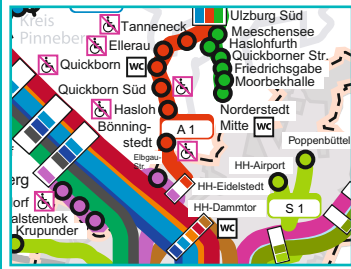 Kreis
Pinneberg
Tanneneck
Ulzburg Süd
Meeschensee
Haslohfurth
Quickborner Str.
Friedrichsgabe
Moorbekhalle
Ellerau
Quickborn
WC
Quickborn Süd
Hasloh
Norderstedt
Mitte WC
Bönning-
stedt
A 1
Poppenbüttel
Elbgau-
Str.
HH-Airport
HH-Eidelstedt
S 1
HH-Dammtor
WC
erg
orf
alstenbek
Krupunder